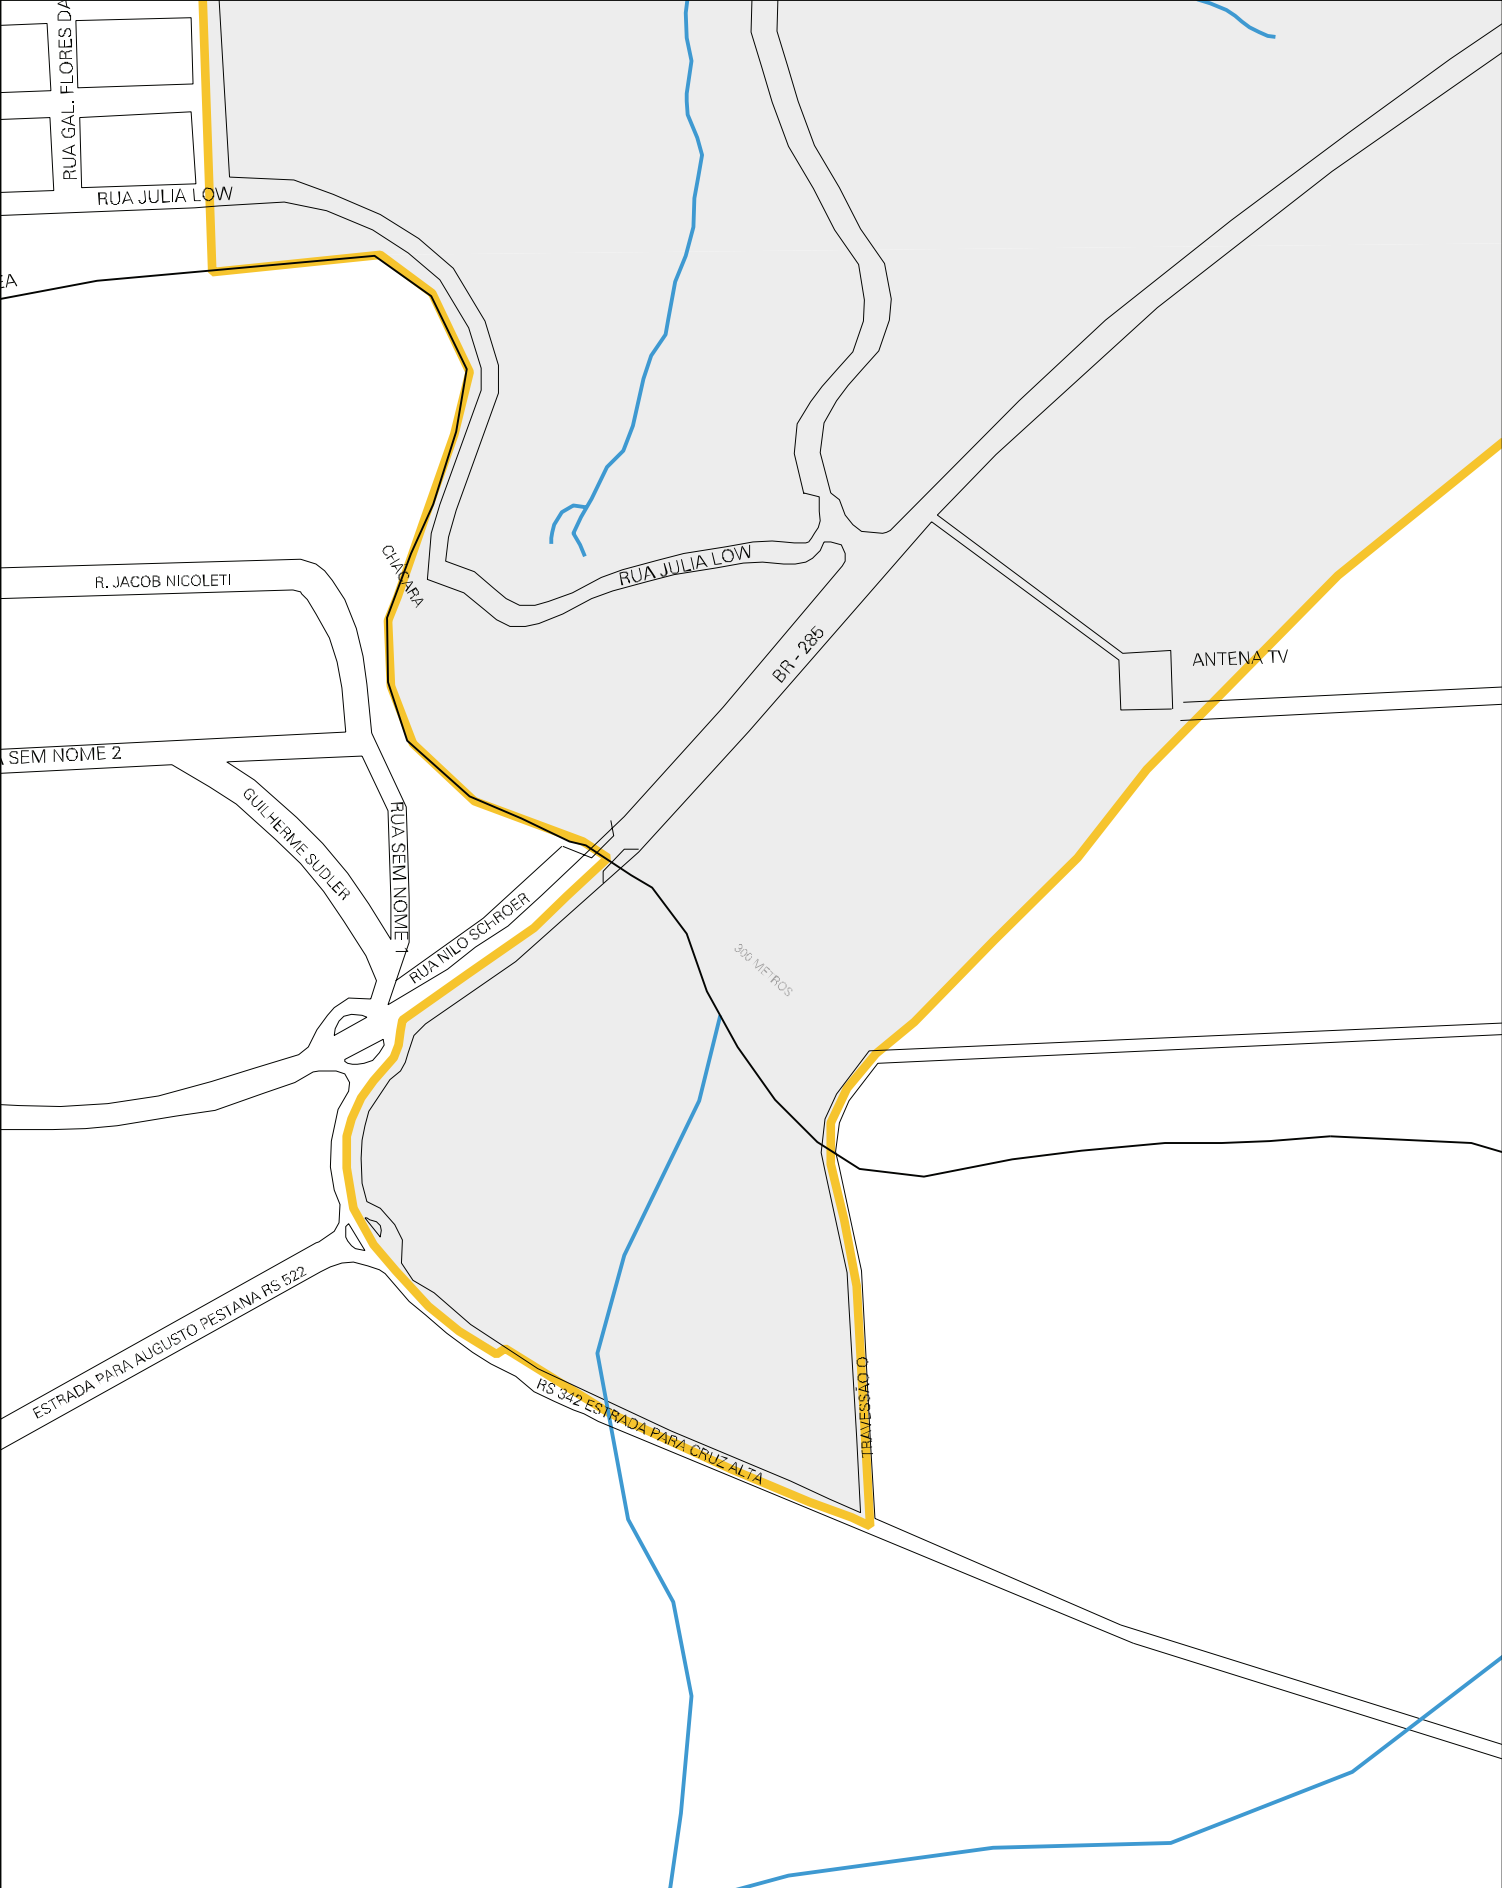 RUA GAL. FLORES DA
RUA JULIA LOW
EA
CHACARA
RUA JULIA LOW
R. JACOB NICOLETI
BR - 285
ANTENA TV
SEM NOME 2
GUILHERME SUDLER
RUA SEM NOME 1
RUA NILO SCHROER
300 METROS
ESTRADA PARA AUGUSTO PESTANA RS 522
TRAVESSÃO O
RS 342 ESTRADA PARA CRUZ ALTA